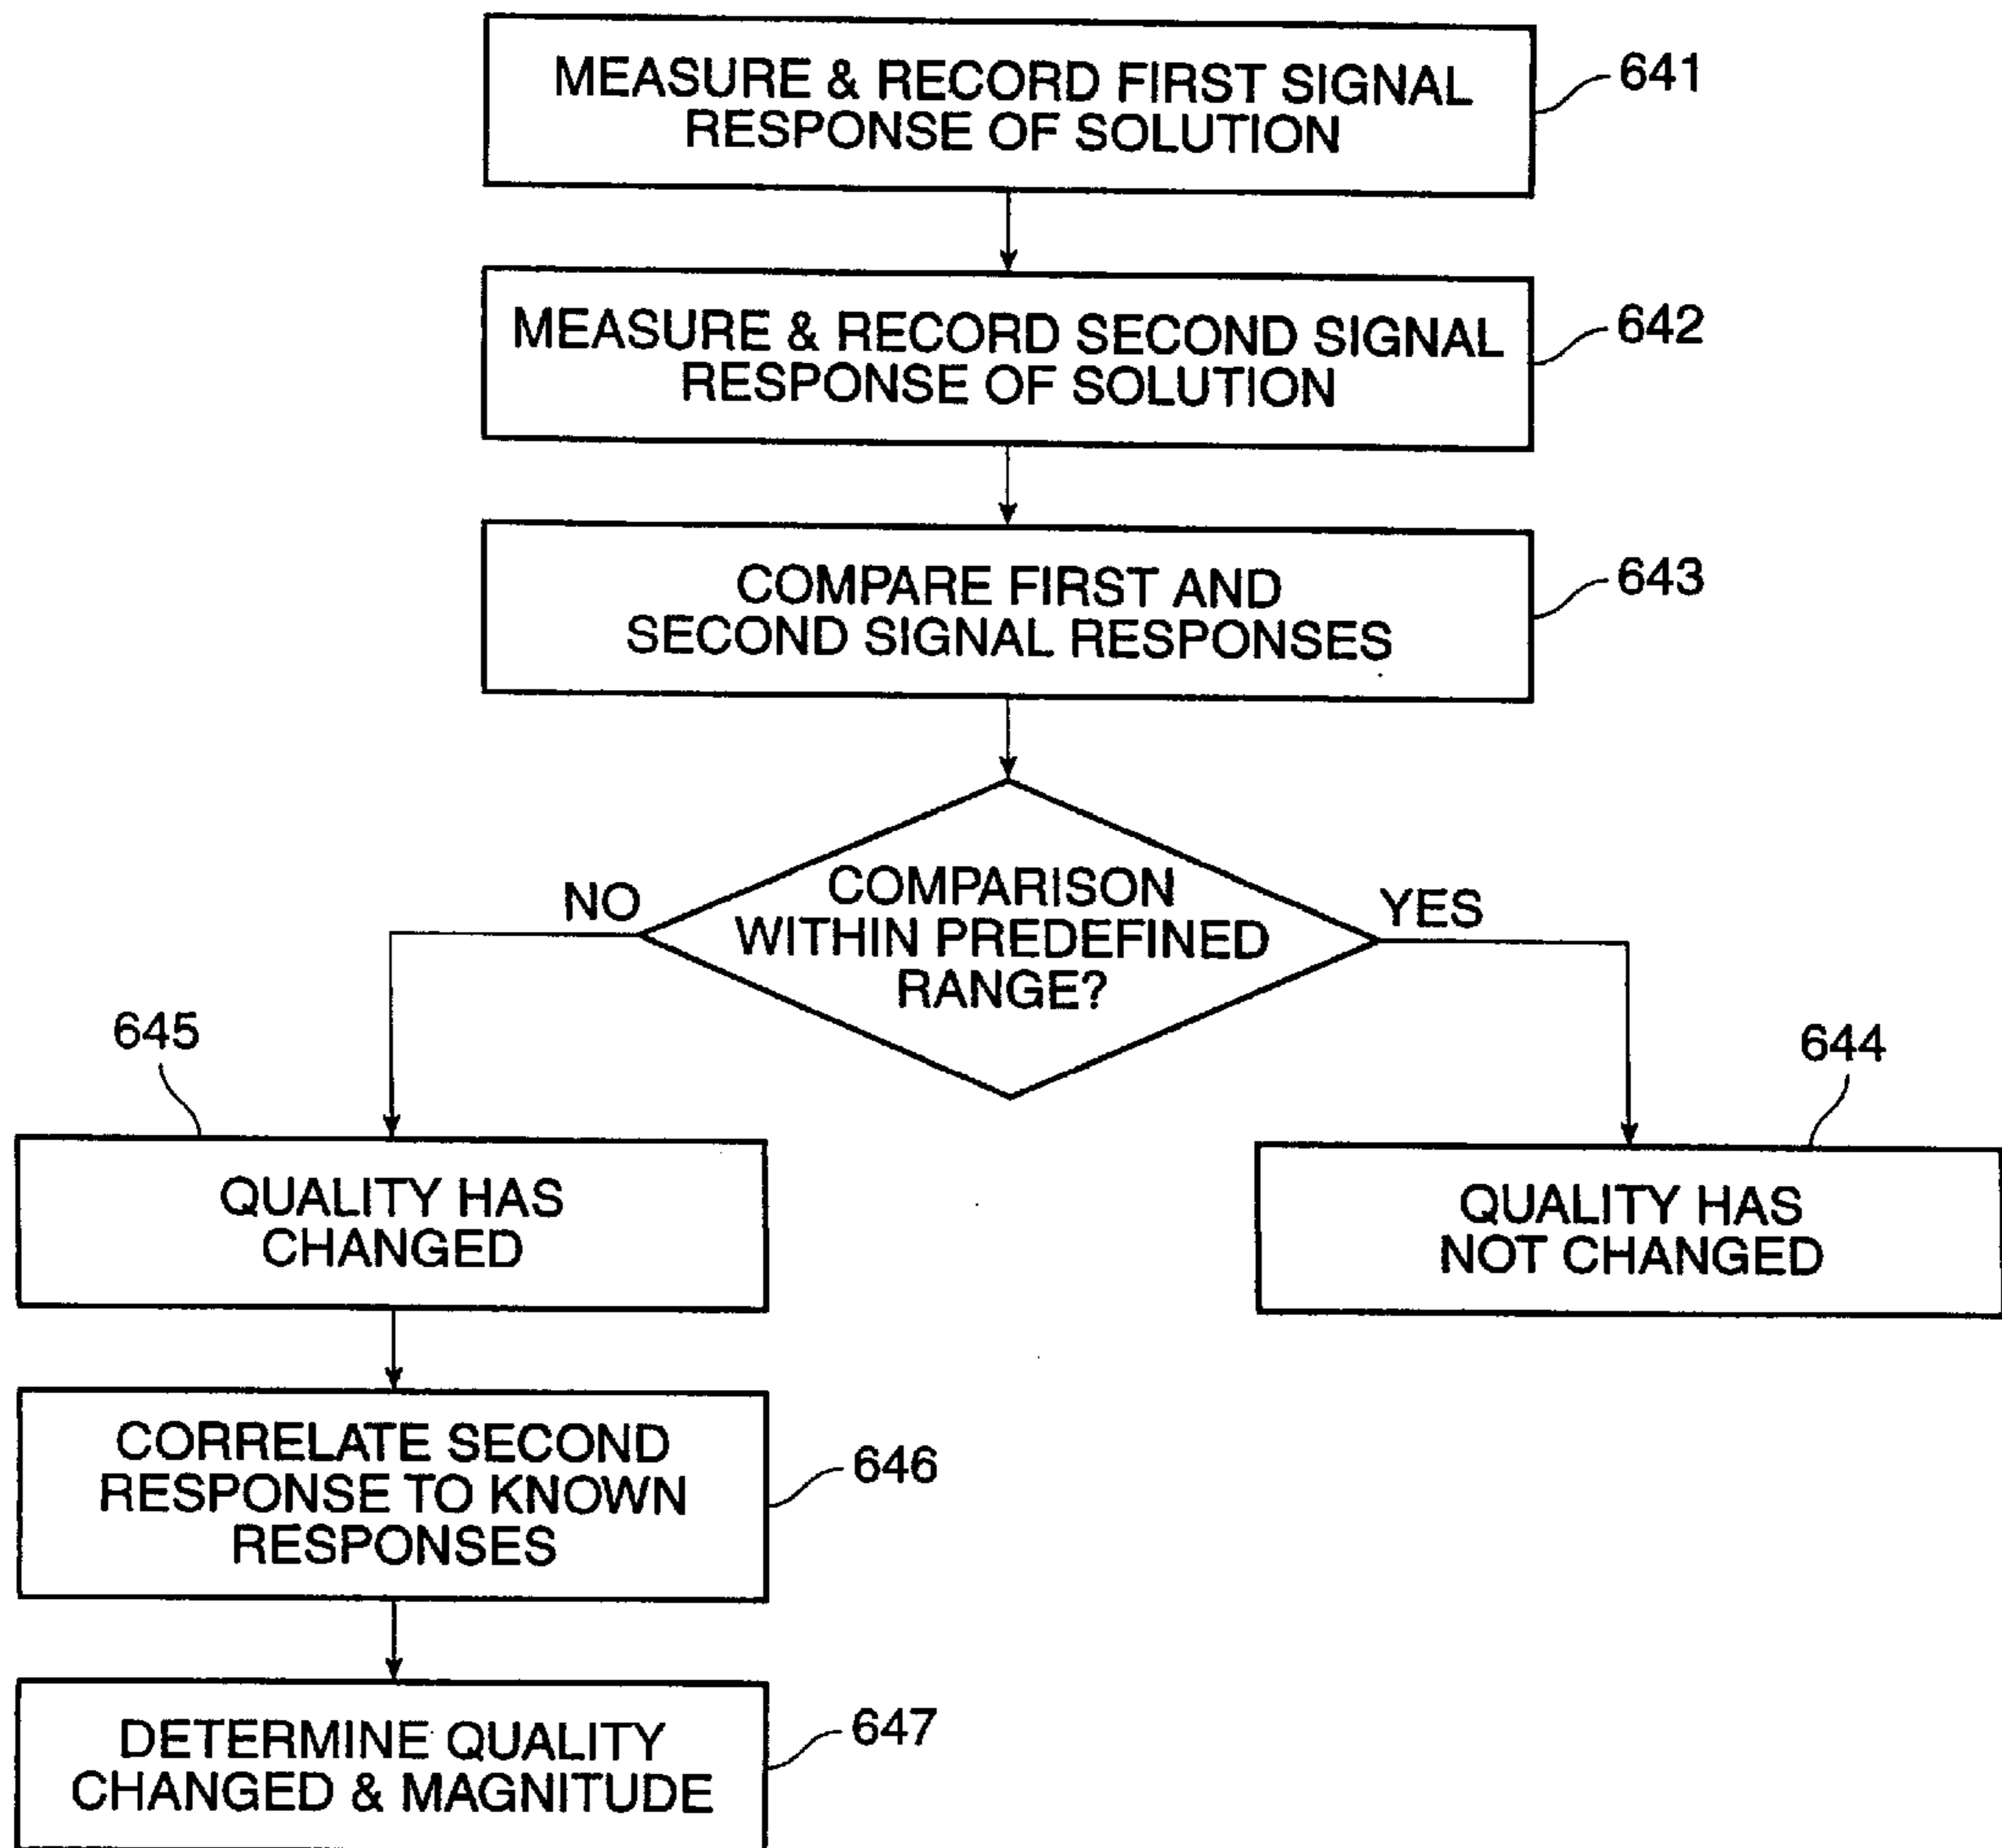 MEASURE & RECORD FIRST SIGNAL
RESPONSE OF SOLUTION
641
MEASURE & RECORD SECOND SIGNAL
RESPONSE OF SOLUTION
642
COMPARE FIRST AND
SECOND SIGNAL RESPONSES
643
COMPARISON
WITHIN PREDEFINED
RANGE?
NO
YES
645
644
QUALITY HAS
CHANGED
QUALITY HAS
NOT CHANGED
CORRELATE SECOND
RESPONSE TO KNOWN
RESPONSES
646
DETERMINE QUALITY
CHANGED & MAGNITUDE
647